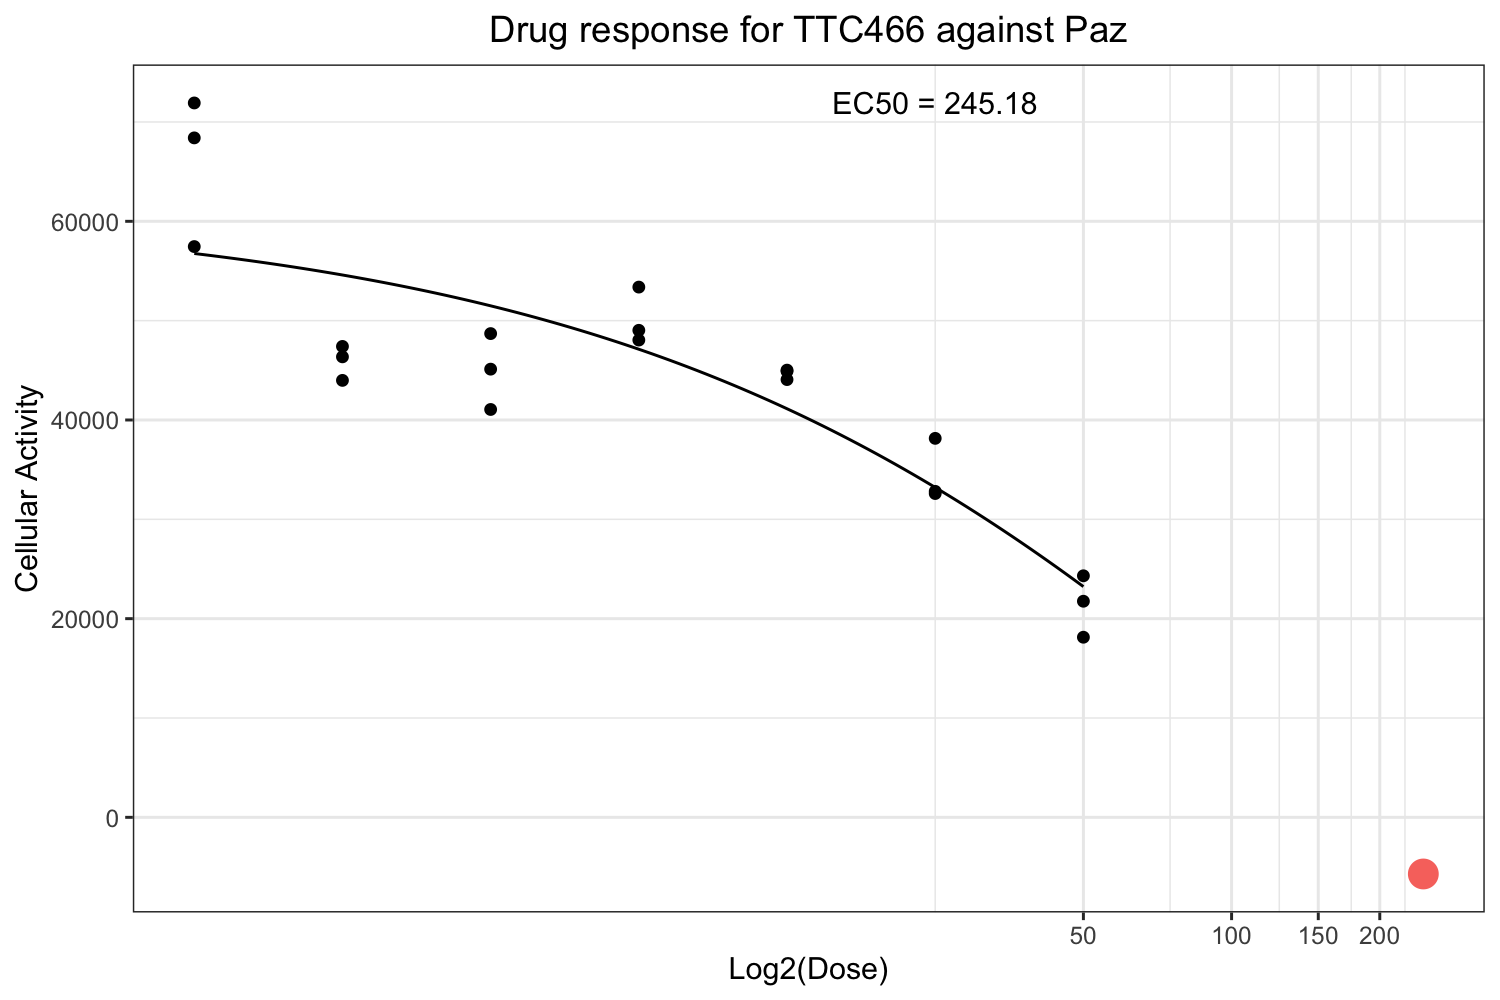 Drug response for TTC466 against Paz
EC50 = 245.18
60000
40000
20000
0
Cellular Activity
50 100 150 200
Log2(Dose)